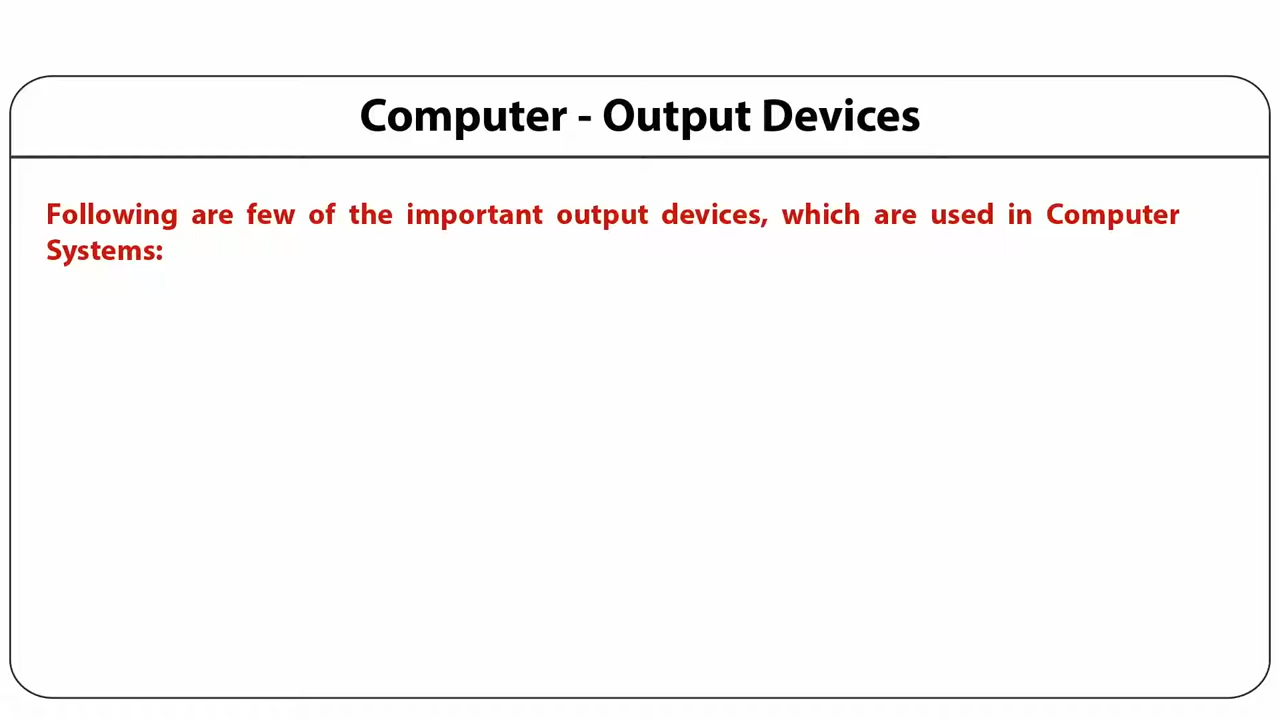 Computer - Output Devices
Following are few of the important output devices, which are used in Computer
Systems: